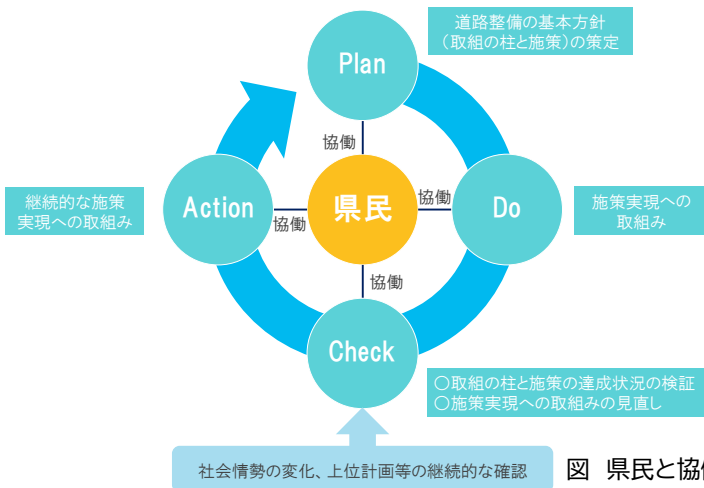 道路整備の基本方針
（取組の柱と施策）の策定
Plan
協働
継続的な施策
実現への取組み
Action
協働
県民
協働
Do
施策実現への
取組み
協働
Check
○取組の柱と施策の達成状況の検証
○施策実現への取組みの見直し
社会情勢の変化、上位計画等の継続的な確認
図 県民と協